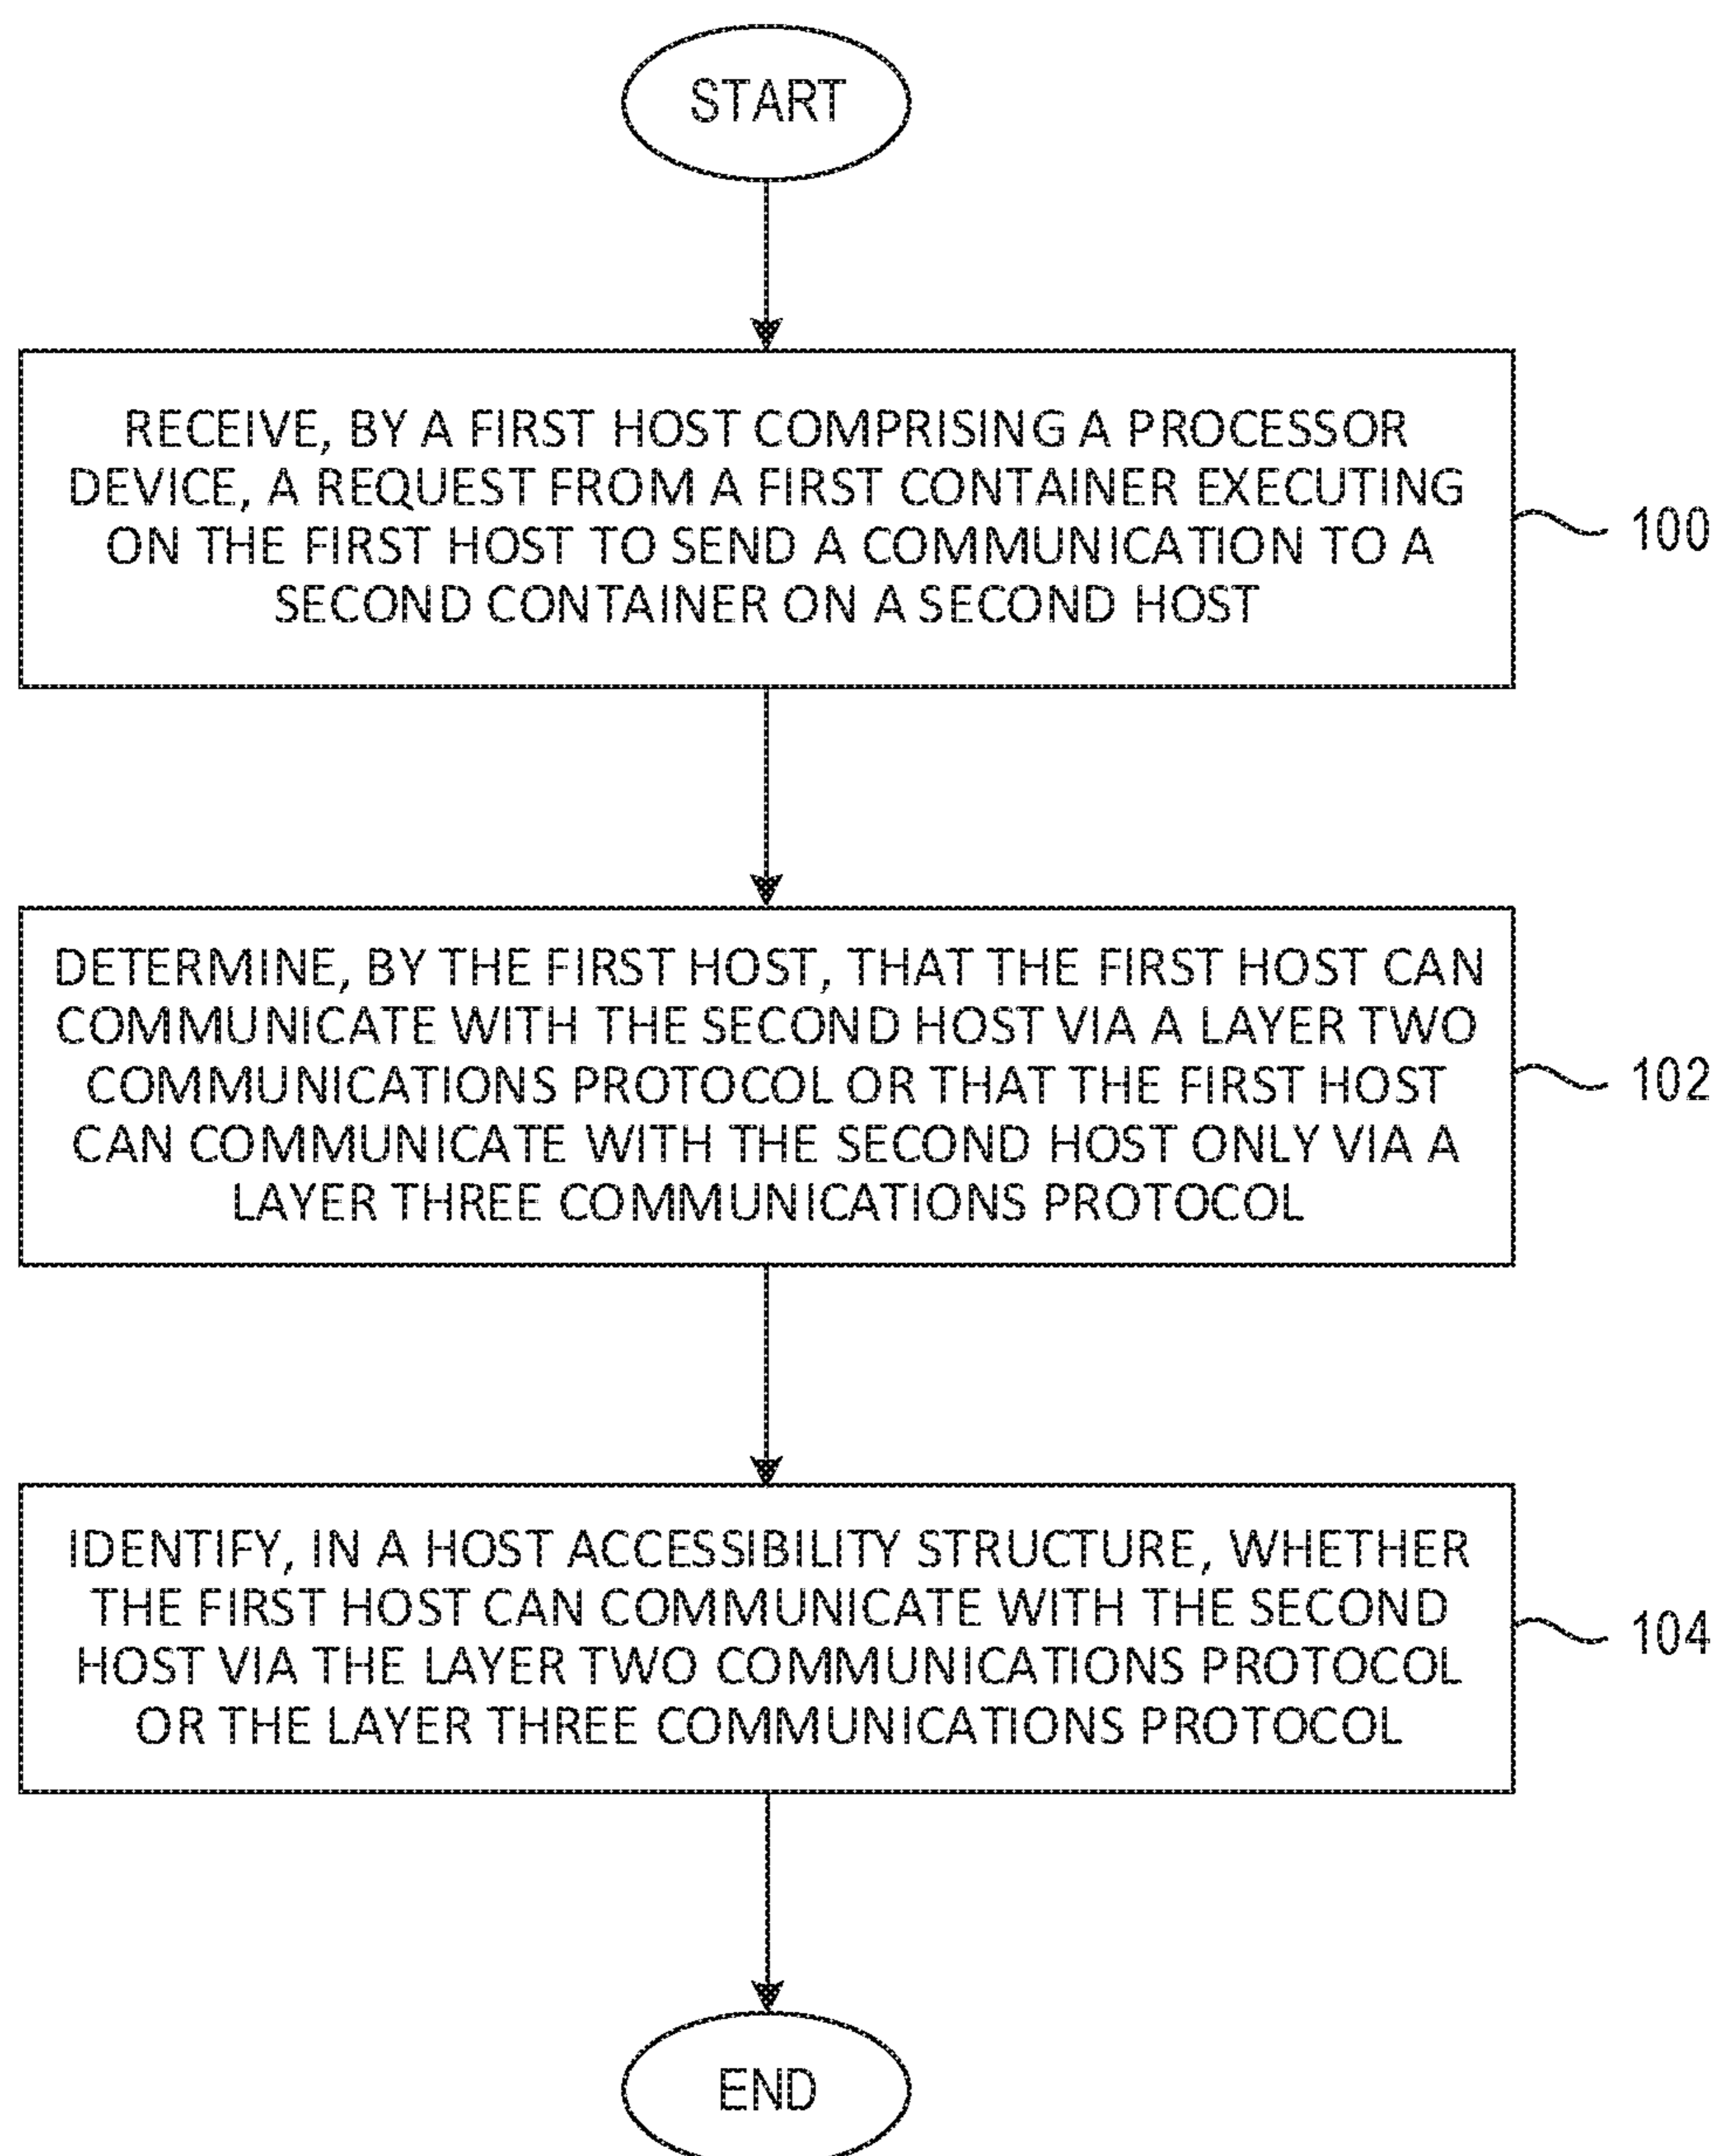 START
RECEIVE, BY A FIRST HOST COMPRISING A PROCESSOR
DEVICE, A REQUEST FROM A FIRST CONTAINER EXECUTING
ON THE FIRST HOST TO SEND A COMMUNICATION TO A
SECOND CONTAINER ON A SECOND HOST
100
DETERMINE, BY THE FIRST HOST, THAT THE FIRST HOST CAN
COMMUNICATE WITH THE SECOND HOST VIA A LAYER TWO
COMMUNICATIONS PROTOCOL OR THAT THE FIRST HOST
CAN COMMUNICATE WITH THE SECOND HOST ONLY VIA A
LAYER THREE COMMUNICATIONS PROTOCOL
102
IDENTIFY, IN A HOST ACCESSIBILITY STRUCTURE, WHETHER
THE FIRST HOST CAN COMMUNICATE WITH THE SECOND
HOST VIA THE LAYER TWO COMMUNICATIONS PROTOCOL
OR THE LAYER THREE COMMUNICATIONS PROTOCOL
104
END